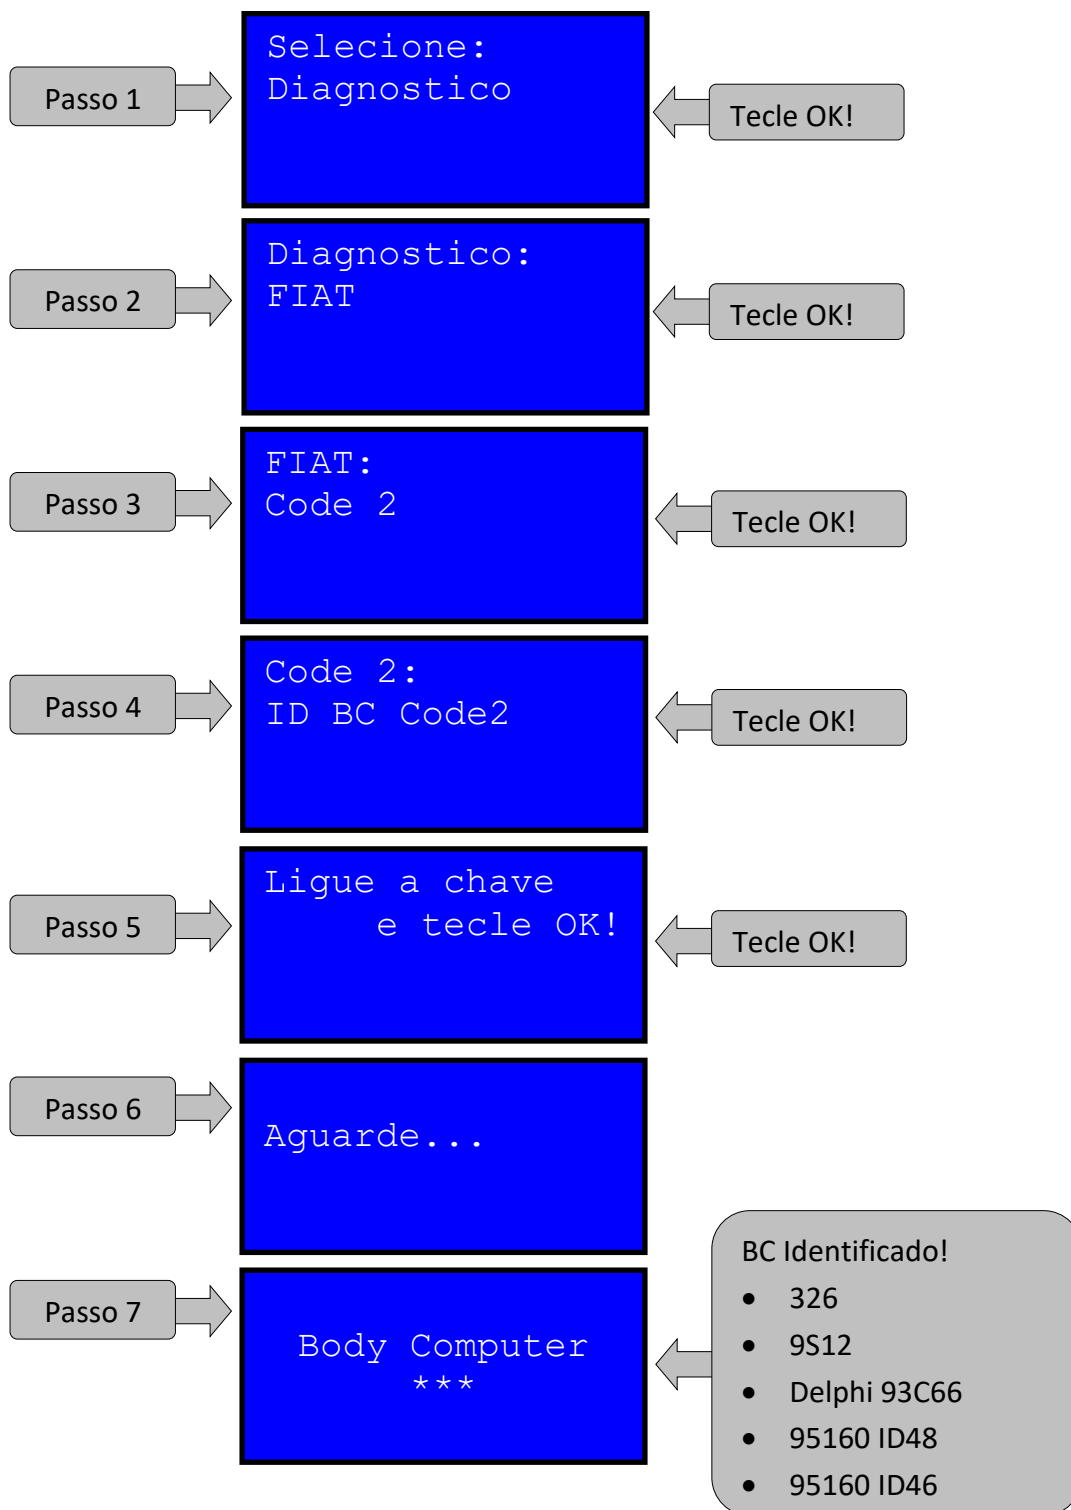 Passo 1
Selecione:
Diagnostico
Tecle OK!
Passo 2
Diagnostico:
FIAT
Tecle OK!
Passo 3
FIAT:
Code 2
Tecle OK!
Passo 4
Code 2:
ID BC Code2
Tecle OK!
Passo 5
Ligue a chave
e tecle OK!
Tecle OK!
Passo 6
Aguarde...
Passo 7
Body Computer
***
BC Identificado!
• 326
• 9S12
• Delphi 93C66
• 95160 ID48
• 95160 ID46